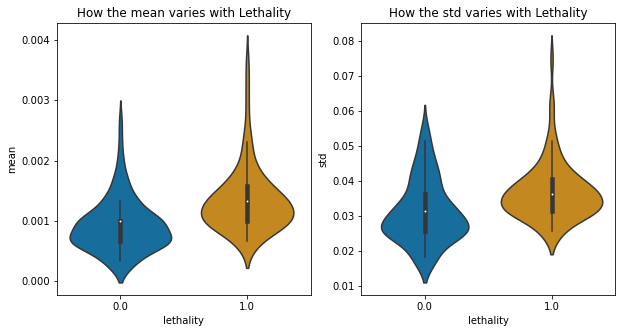 How the mean varies with Lethality
mean
0.004
0.003
0.002
0.001
0.000
0.0
1.0
lethality
How the std varies with Lethality
std
0.08
0.07
0.06
0.05
0.04
0.03
0.02
0.01
0.0
1.0
lethality